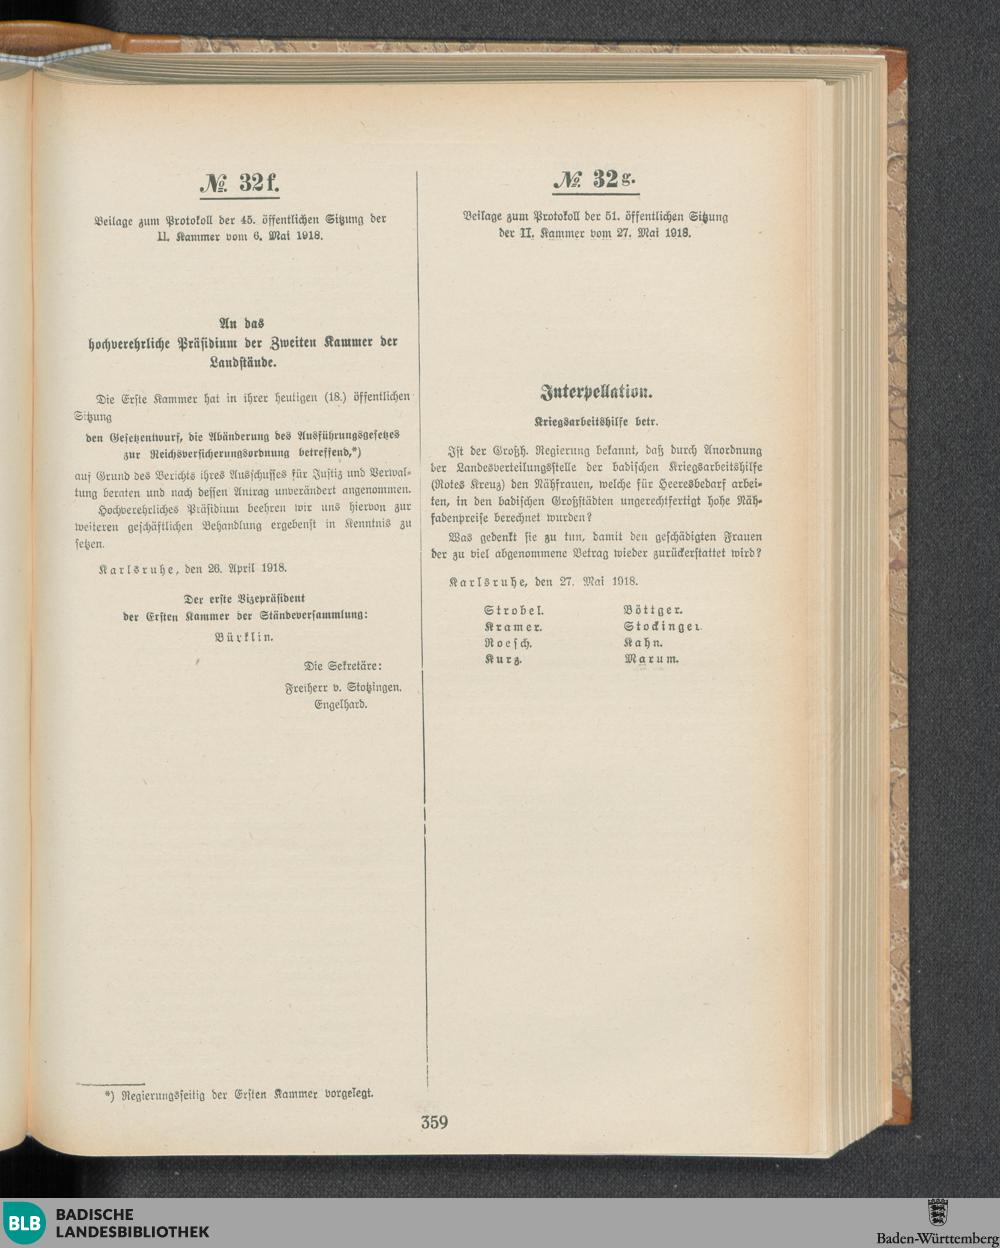 №. 32 f.
Beilage zum Protokoll der 45. öffentlichen Sitzung der
II. Kammer vom 6. Mai 1918.
An das
hochverehrliche Präsidium der Zweiten Kammer der
Landstände.
Die Erste Kammer hat in ihrer heutigen (18.) öffentlichen
Sitzung
den Gesetzentwurf, die Abänderung des Ausführungsgesetzes
zur Reichsversicherungsordnung betreffend,*)
auf Grund des Berichts ihres Ausschusses für Justiz und Verwal-
tung beraten und nach dessen Antrag unverändert angenommen.
Hochverehrliches Präsidium beehren wir uns hiervon zur
weiteren geschäftlichen Behandlung ergebenst in Kenntnis zu
setzen.
Karlsruhe, den 26. April 1918.
Der erste Vizepräsident
der Ersten Kammer der Ständeversammlung:
Bürklin.
Die Sekretäre:
Freiherr v. Stotzingen.
Engelhard.
*) Regierungsseitig der Ersten Kammer vorgelegt.
№. 32 g.
Beilage zum Protokoll der 51. öffentlichen Sitzung
der II. Kammer vom 27. Mai 1918.
Interpellation.
Kriegsarbeitshilfe betr.
Ist der Großh. Regierung bekannt, daß durch Anordnung
der Landesverteilungsstelle der badischen Kriegsarbeitshilfe
(Rotes Kreuz) den Nähfrauen, welche für Heeresbedarf arbei-
ten, in den badischen Großstädten ungerechtfertigt hohe Näh-
fadenpreise berechnet wurden?
Was gedenkt sie zu tun, damit den geschädigten Frauen
der zu viel abgenommene Betrag wieder zurückerstattet wird?
Karlsruhe, den 27. Mai 1918.
Strobel. Böttger.
Kramer. Stockinger.
Roesch. Kahn.
Kurz. Marum.
359
BLB BADISCHE
LANDESBIBLIOTHEK
Baden-Württemberg